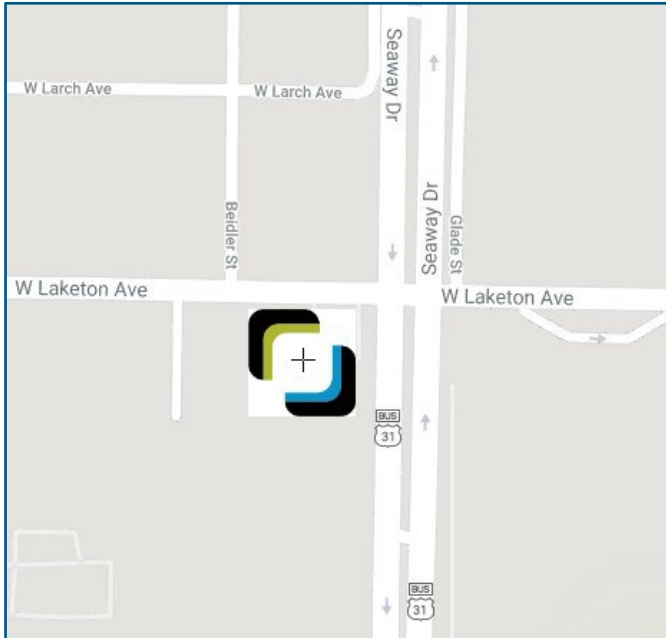 Seaway Dr
W Larch Ave
W Larch Ave
Beidler St
Seaway Dr
Glade St
W Laketon Ave
W Laketon Ave
BUS
31
BUS
31